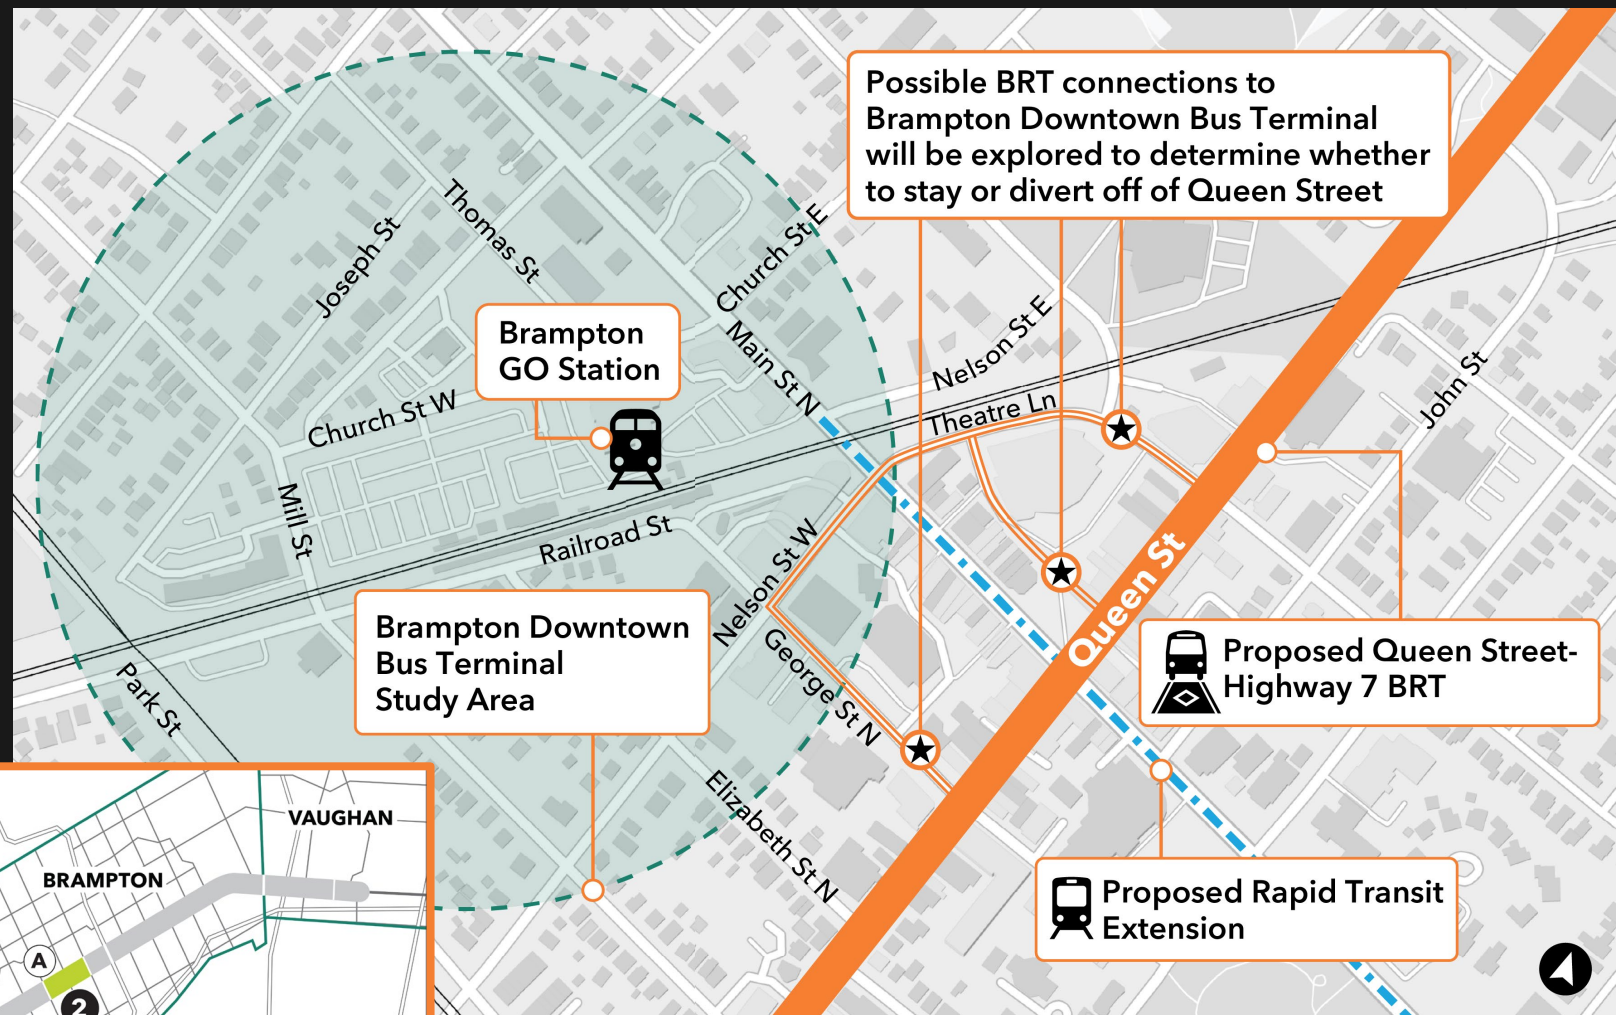 Possible BRT connections to
Brampton Downtown Bus Terminal
will be explored to determine whether
to stay or divert off of Queen Street
Thomas St
Joseph St
Church St E
Brampton
GO Station
Main St N
Nelson St E
Theatre Ln
John St
Church St W
Mill St
Railroad St
Nelson St W
Queen St
Brampton Downtown
Bus Terminal
Study Area
George St N
Proposed Queen Street-
Highway 7 BRT
Park St
Elizabeth St N
Proposed Rapid Transit
Extension
VAUGHAN
BRAMPTON
A
2